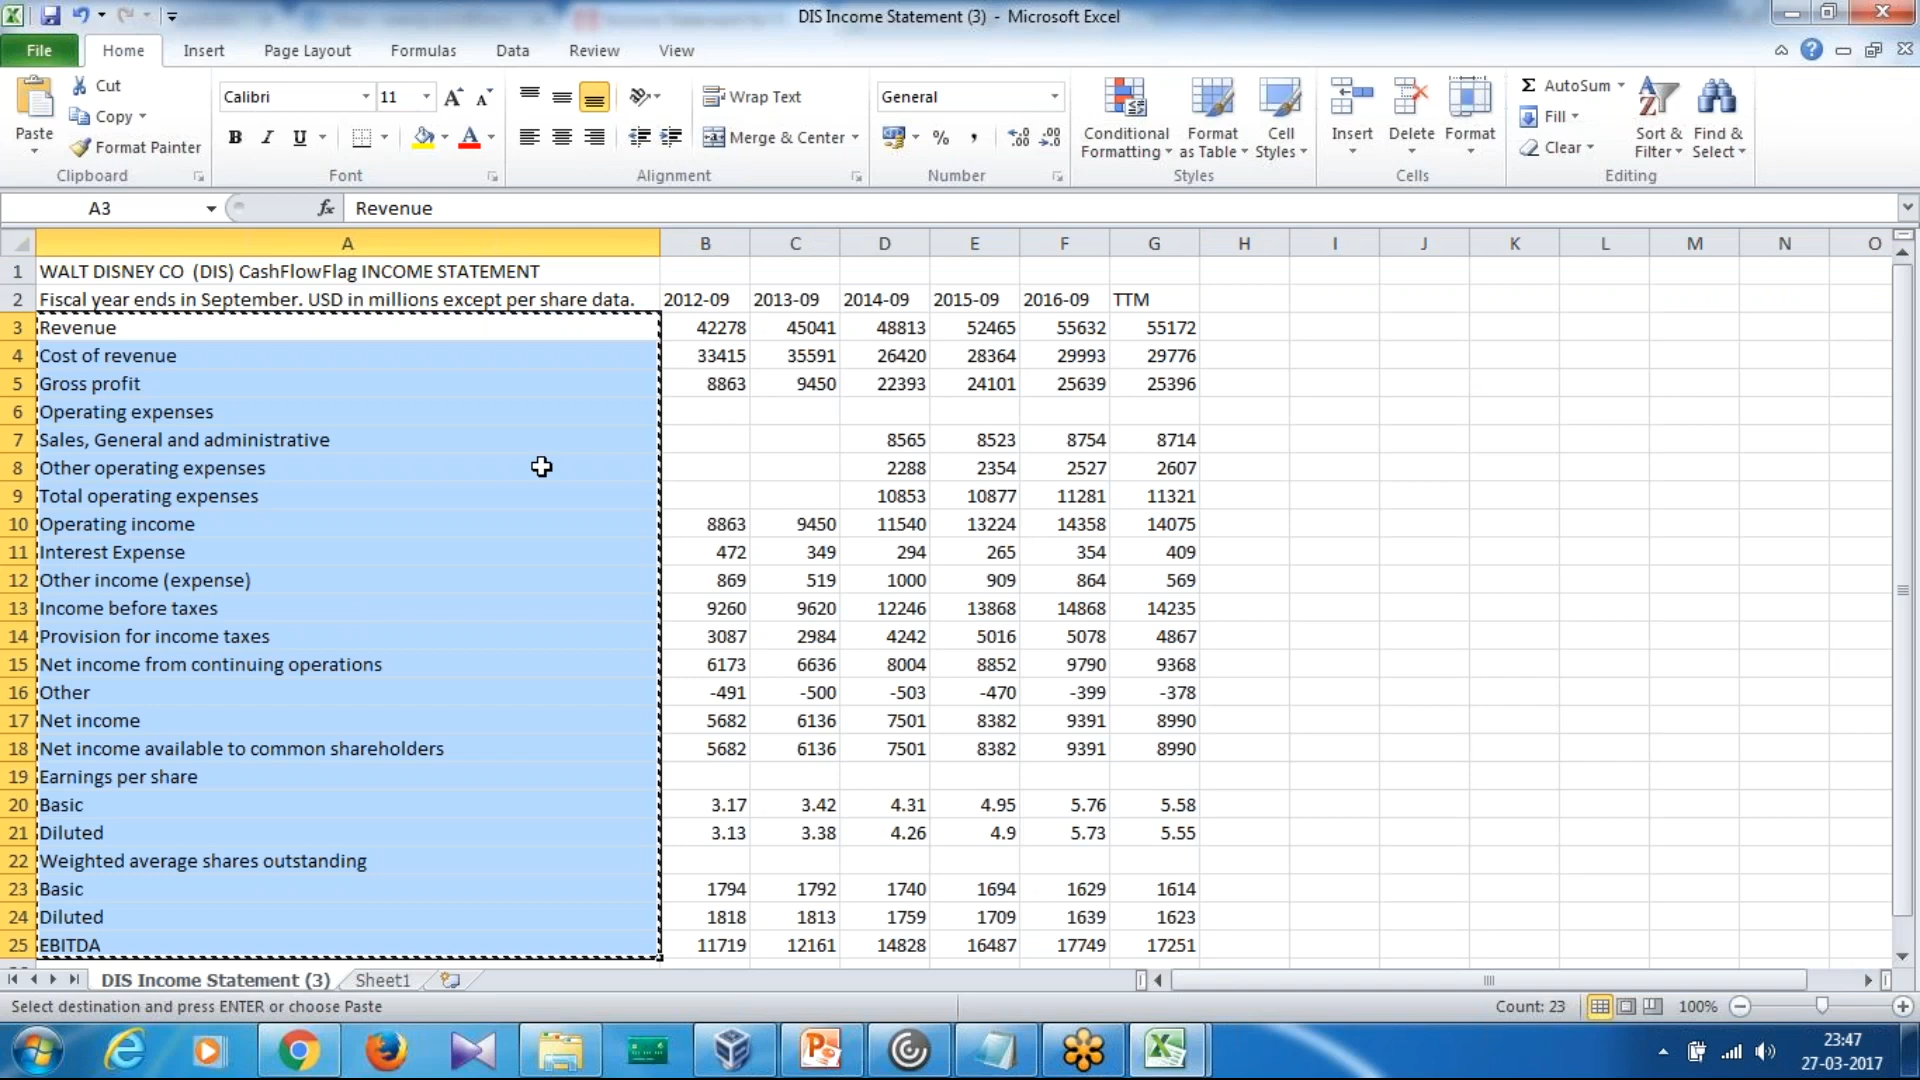 DIS Income Statement (3) - Microsoft Excel
File Home Insert Page Layout Formulas Data Review View
Cut
Copy
Format Painter
Paste
Clipboard
Calibri 11
B I U
Font
Wrap Text
Merge & Center
Alignment
General
%
Number
Conditional Formatting
Format as Table
Cell Styles
Styles
Insert Delete Format
Cells
AutoSum
Fill
Clear
Sort & Filter
Find & Select
Editing
A3 fx Revenue
A B C D E F G H I J K L M N O
1 WALT DISNEY CO (DIS) CashFlowFlag INCOME STATEMENT
2 Fiscal year ends in September. USD in millions except per share data. 2012-09 2013-09 2014-09 2015-09 2016-09 TTM
3 Revenue 42278 45041 48813 52465 55632 55172
4 Cost of revenue 33415 35591 26420 28364 29993 29776
5 Gross profit 8863 9450 22393 24101 25639 25396
6 Operating expenses
7 Sales, General and administrative 8565 8523 8754 8714
8 Other operating expenses 2288 2354 2527 2607
9 Total operating expenses 10853 10877 11281 11321
10 Operating income 8863 9450 11540 13224 14358 14075
11 Interest Expense 472 349 294 265 354 409
12 Other income (expense) 869 519 1000 909 864 569
13 Income before taxes 9260 9620 12246 13868 14868 14235
14 Provision for income taxes 3087 2984 4242 5016 5078 4867
15 Net income from continuing operations 6173 6636 8004 8852 9790 9368
16 Other -491 -500 -503 -470 -399 -378
17 Net income 5682 6136 7501 8382 9391 8990
18 Net income available to common shareholders 5682 6136 7501 8382 9391 8990
19 Earnings per share
20 Basic 3.17 3.42 4.31 4.95 5.76 5.58
21 Diluted 3.13 3.38 4.26 4.9 5.73 5.55
22 Weighted average shares outstanding
23 Basic 1794 1792 1740 1694 1629 1614
24 Diluted 1818 1813 1759 1709 1639 1623
25 EBITDA 11719 12161 14828 16487 17749 17251
DIS Income Statement (3) Sheet1
Select destination and press ENTER or choose Paste Count: 23 100%
23:47
27-03-2017